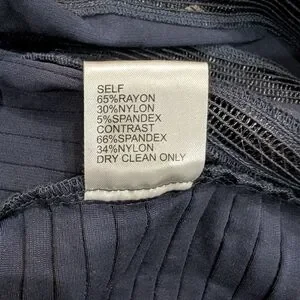 SELF
65%RAYON
30%NYLON
5%SPANDEX
CONTRAST
66%SPANDEX
34%NYLON
DRY CLEAN ONLY